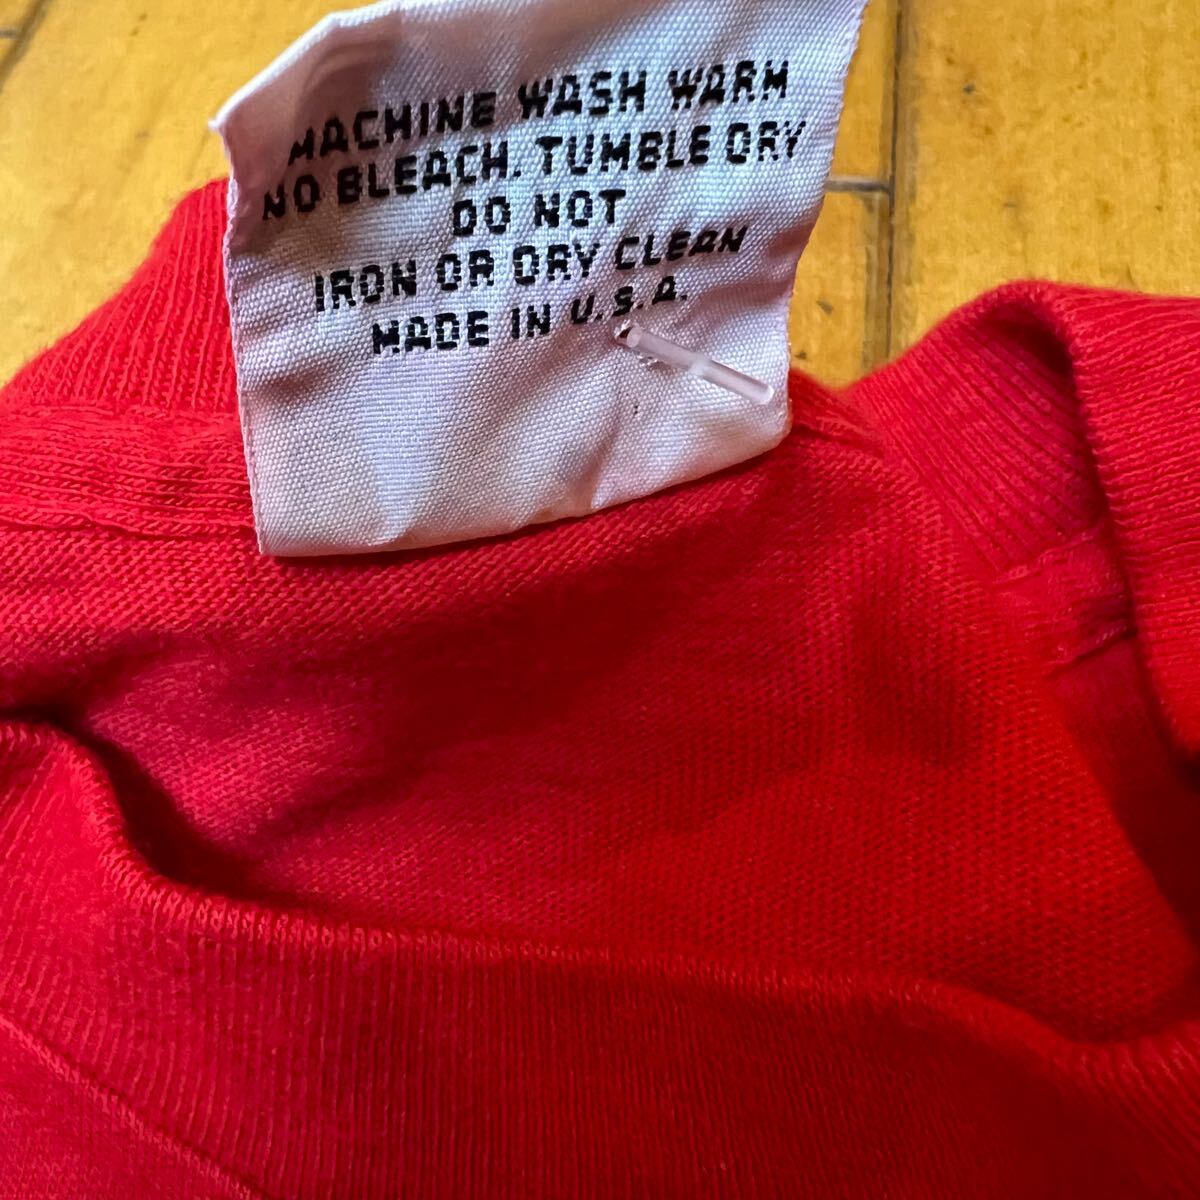 MACHINE WASH WARM
NO BLEACH. TUMBLE DRY
DO NOT
IRON OR DRY CLEAN
MADE IN U.S.A.